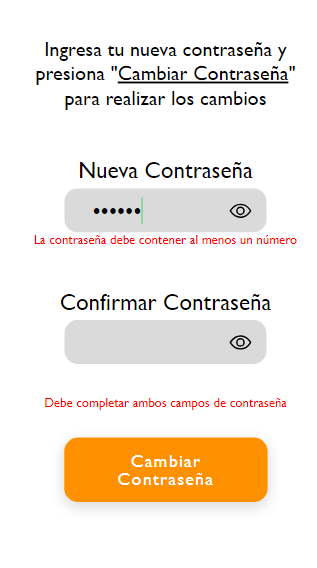 Ingresa tu nueva contraseña y
presiona "Cambiar Contraseña"
para realizar los cambios
Nueva Contraseña
••••••
La contraseña debe contener al menos un número
Confirmar Contraseña
Debe completar ambos campos de contraseña
Cambiar
Contraseña